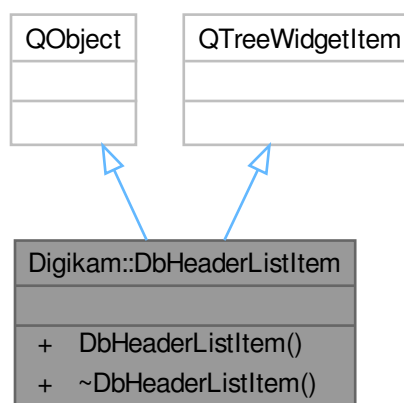 QObject
QTreeWidgetItem
Digikam::DbHeaderListItem
+ DbHeaderListItem()
+ ~DbHeaderListItem()